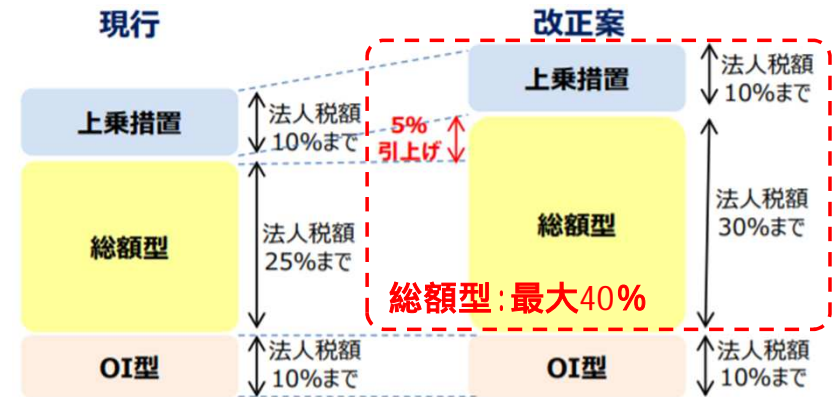 現行
改正案
上乗措置
法人税額
10%まで
総額型
法人税額
25%まで
OI型
法人税額
10%まで
5%
引上げ
上乗措置
法人税額
10%まで
総額型
法人税額
30%まで
総額型:最大40%
OI型
法人税額
10%まで